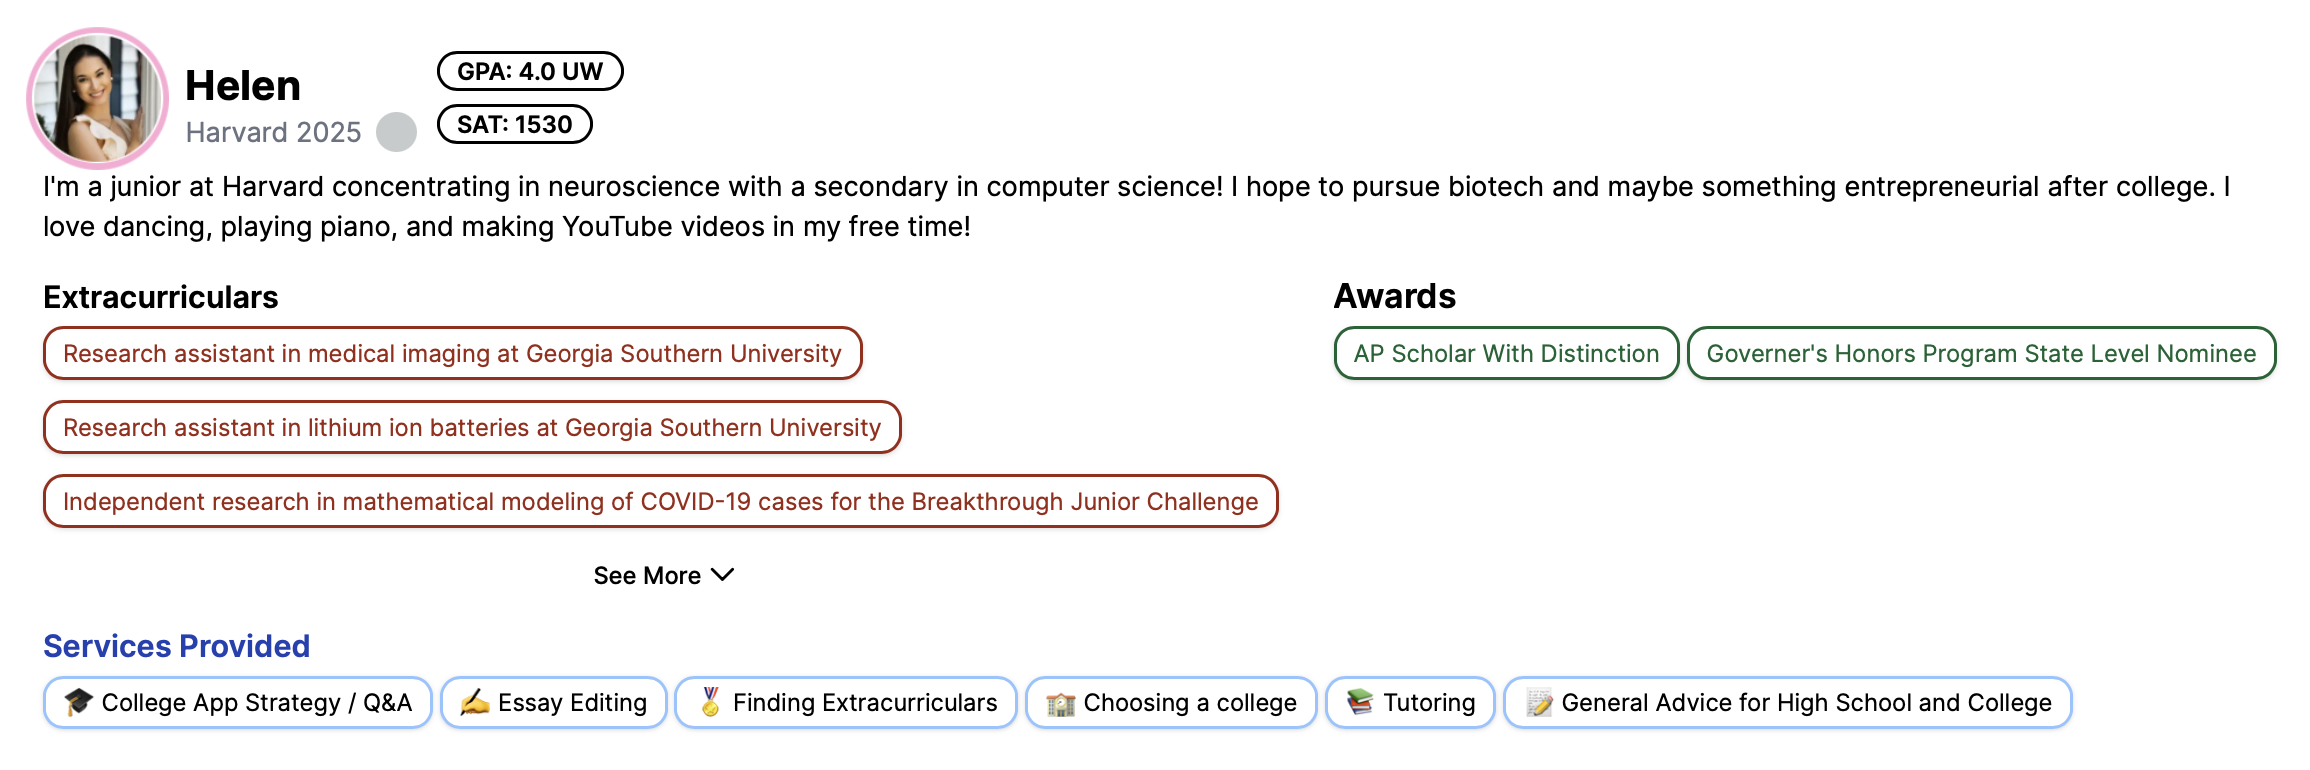 Helen
Harvard 2025
GPA: 4.0 UW
SAT: 1530
I'm a junior at Harvard concentrating in neuroscience with a secondary in computer science! I hope to pursue biotech and maybe something entrepreneurial after college. I
love dancing, playing piano, and making YouTube videos in my free time!
Extracurriculars
Research assistant in medical imaging at Georgia Southern University
Research assistant in lithium ion batteries at Georgia Southern University
Independent research in mathematical modeling of COVID-19 cases for the Breakthrough Junior Challenge
See More
Awards
AP Scholar With Distinction
Governer's Honors Program State Level Nominee
Services Provided
🎓 College App Strategy / Q&A
✍️ Essay Editing
🏅 Finding Extracurriculars
🏫 Choosing a college
📚 Tutoring
📝 General Advice for High School and College